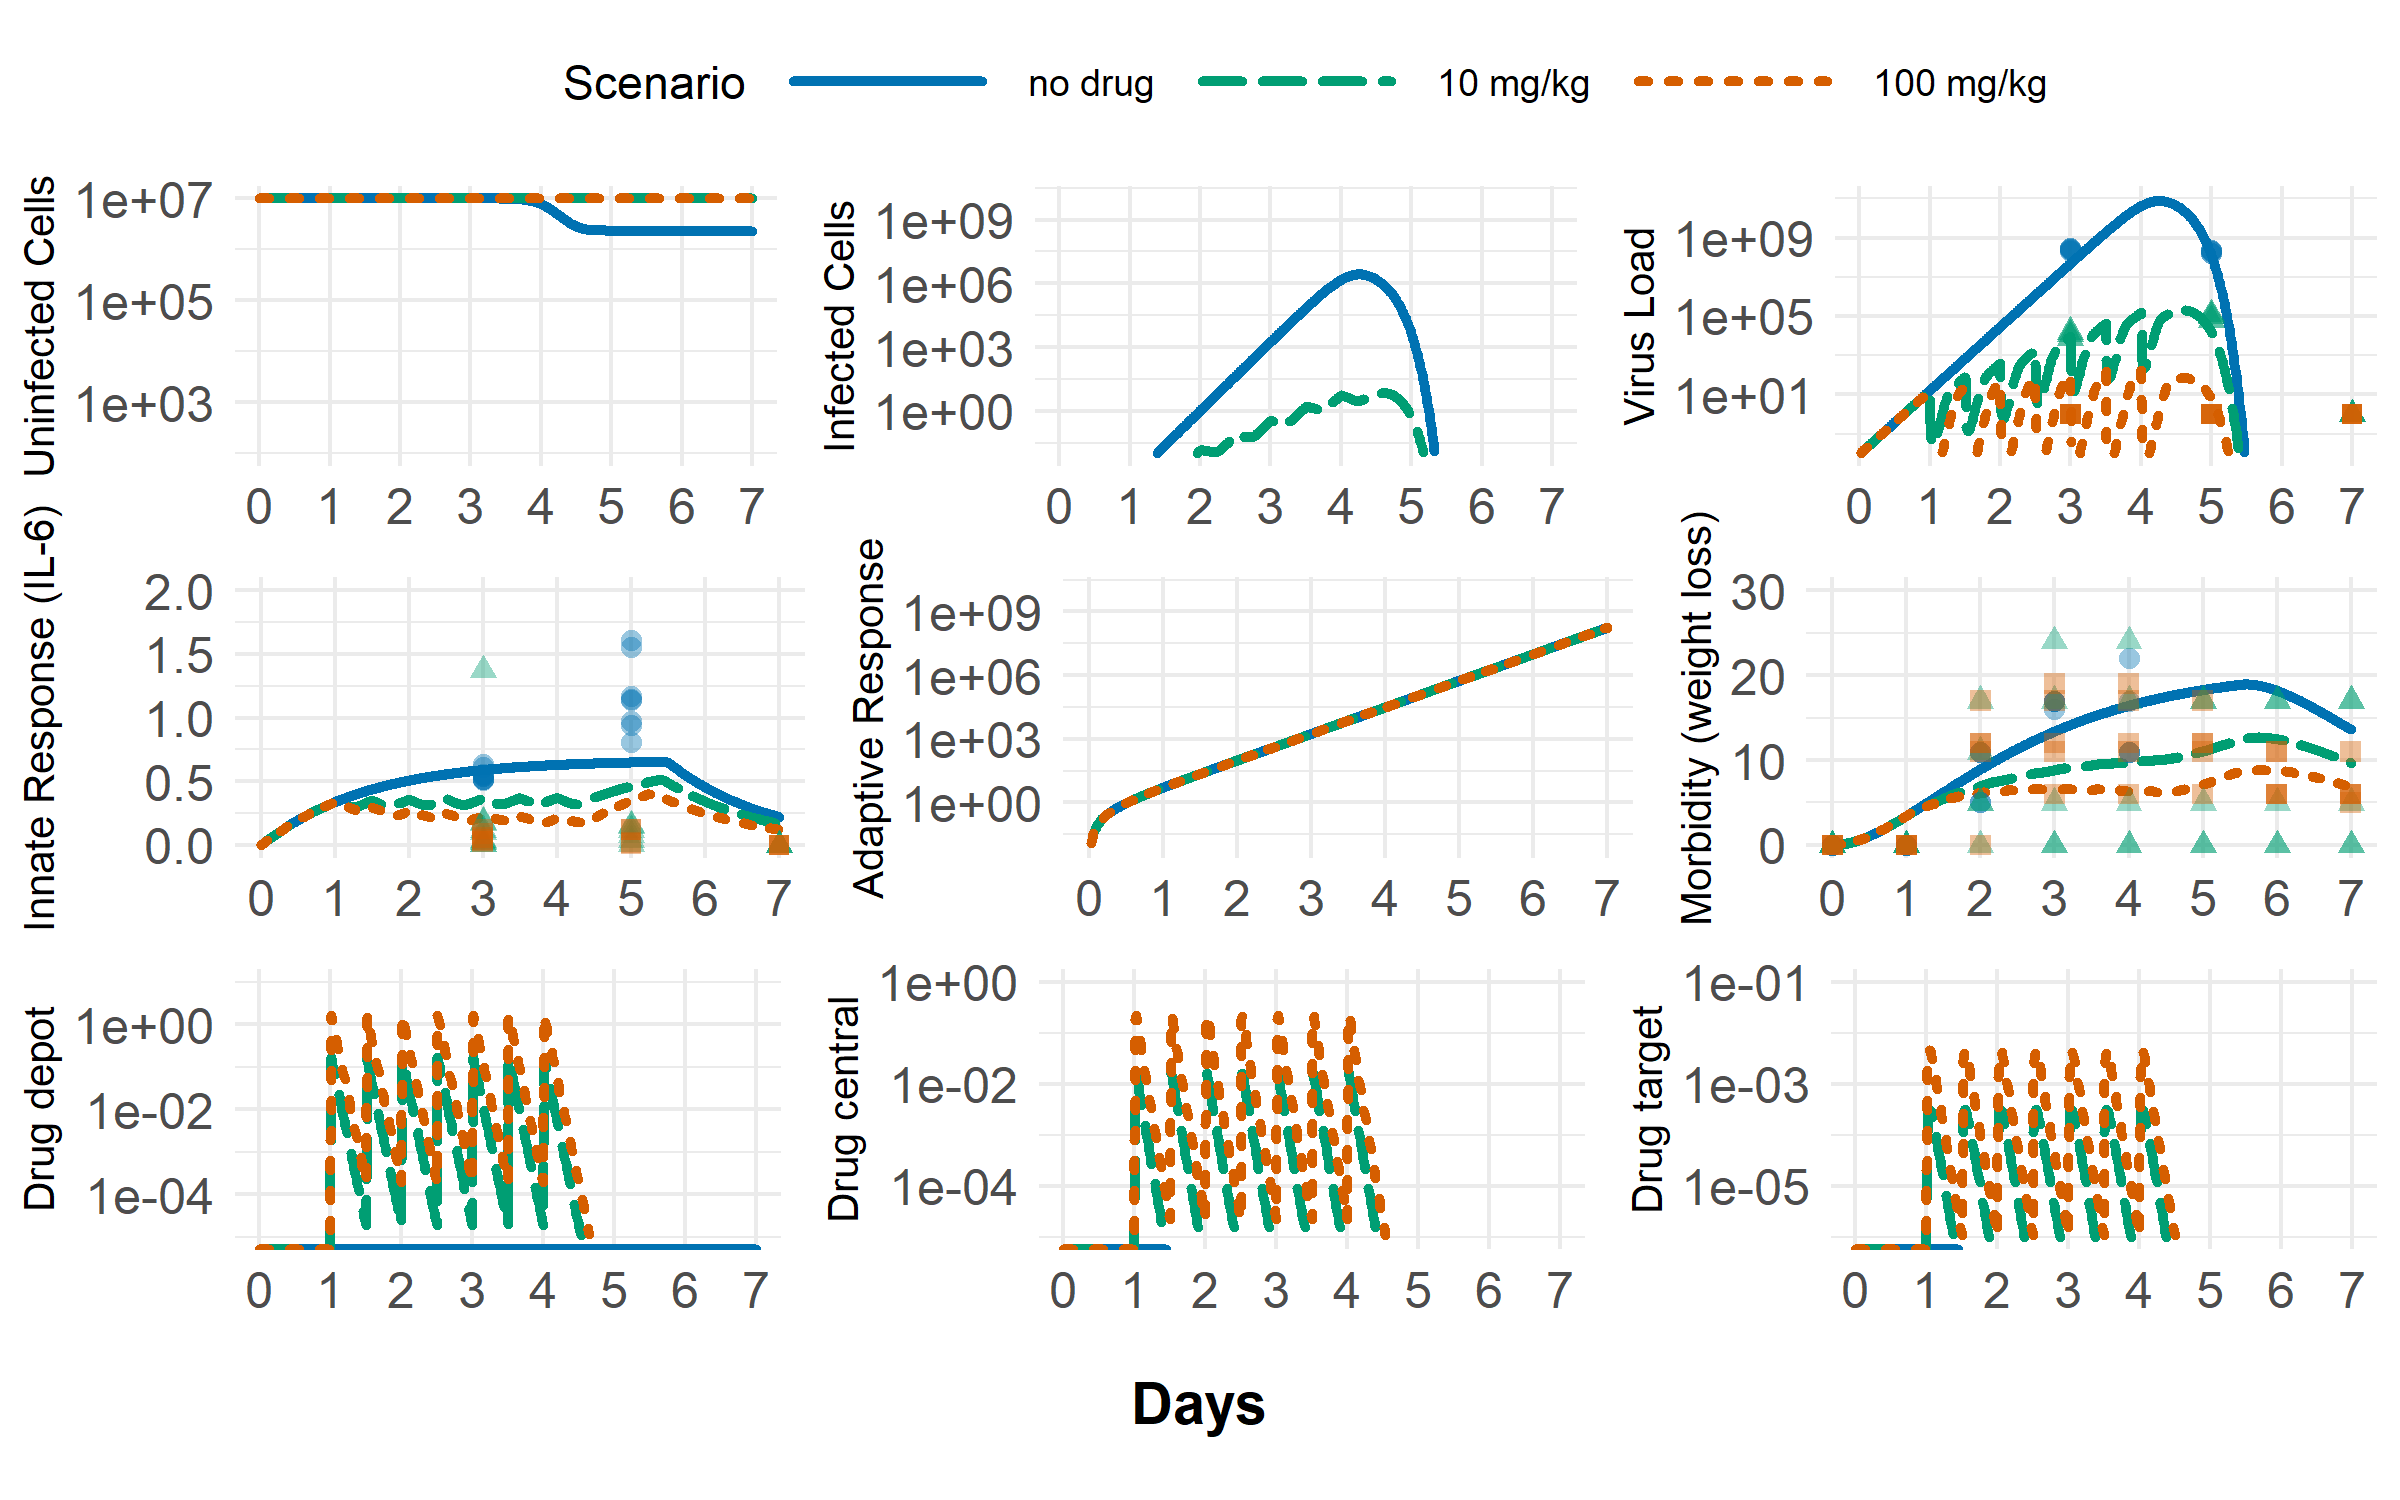 Scenario no drug 10 mg/kg 100 mg/kg
Uninfected Cells
1e+07
1e+05
1e+03
0 1 2 3 4 5 6 7
Infected Cells
1e+09
1e+06
1e+03
1e+00
0 1 2 3 4 5 6 7
Virus Load
1e+09
1e+05
1e+01
0 1 2 3 4 5 6 7
Innate Response (IL-6)
2.0
1.5
1.0
0.5
0.0
0 1 2 3 4 5 6 7
Adaptive Response
1e+09
1e+06
1e+03
1e+00
0 1 2 3 4 5 6 7
Morbidity (weight loss)
30
20
10
0
0 1 2 3 4 5 6 7
Drug depot
1e+00
1e-02
1e-04
0 1 2 3 4 5 6 7
Drug central
1e+00
1e-02
1e-04
0 1 2 3 4 5 6 7
Drug target
1e-01
1e-03
1e-05
0 1 2 3 4 5 6 7
Days